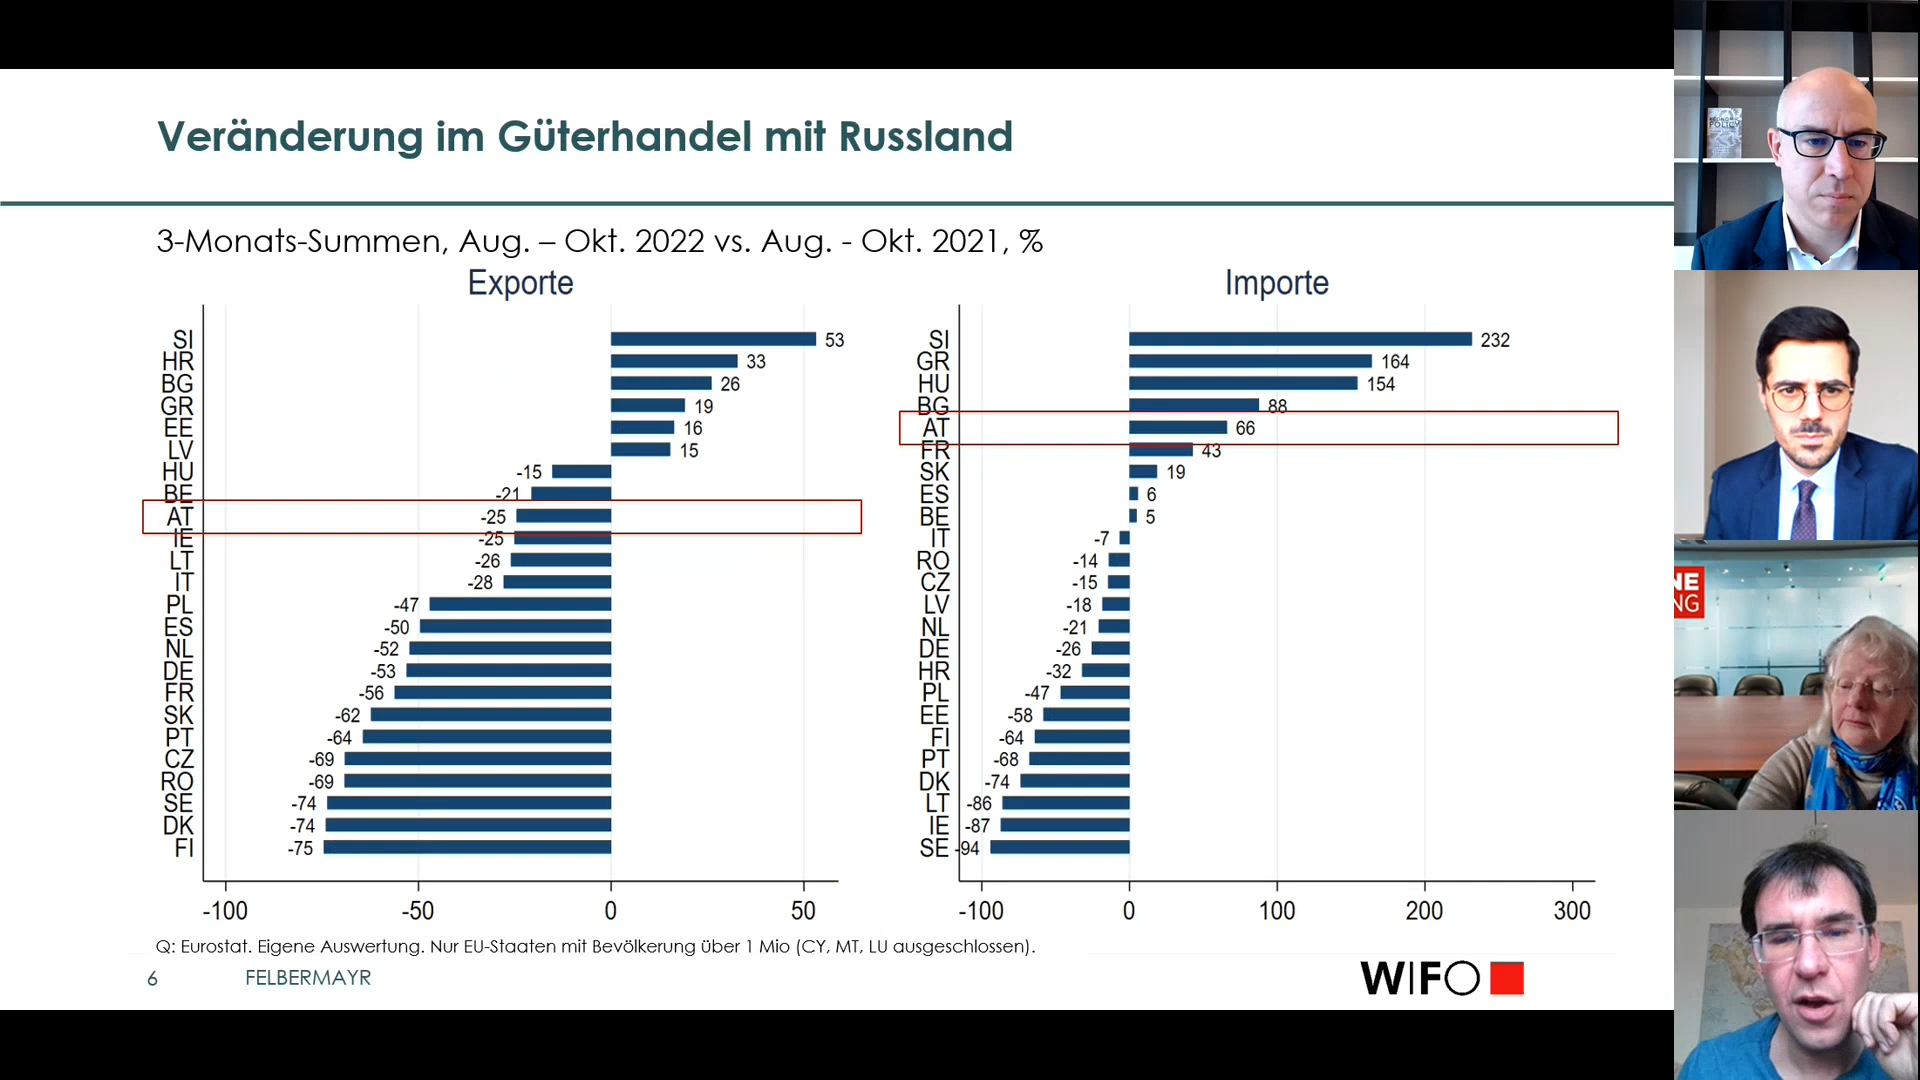 Veränderung im Güterhandel mit Russland
3-Monats-Summen, Aug. – Okt. 2022 vs. Aug. - Okt. 2021, %
Exporte
SI 53
HR 33
BG 26
GR 19
EE 16
LV 15
HU -15
BE -21
AT -25
IE -25
LT -26
IT -28
PL -47
ES -50
NL -52
DE -53
FR -56
SK -62
PT -64
CZ -69
RO -69
SE -74
DK -74
FI -75
-100 -50 0 50
Importe
SI 232
GR 164
HU 154
BG 88
AT 66
FR 43
SK 19
ES 6
BE 5
IT -7
RO -14
CZ -15
LV -18
NL -21
DE -26
HR -32
PL -47
EE -58
FI -64
PT -68
DK -74
LT -86
IE -87
SE -94
-100 0 100 200 300
Q: Eurostat. Eigene Auswertung. Nur EU-Staaten mit Bevölkerung über 1 Mio (CY, MT, LU ausgeschlossen).
6 FELBERMAYR
WIFO
POLICY
NE
NG